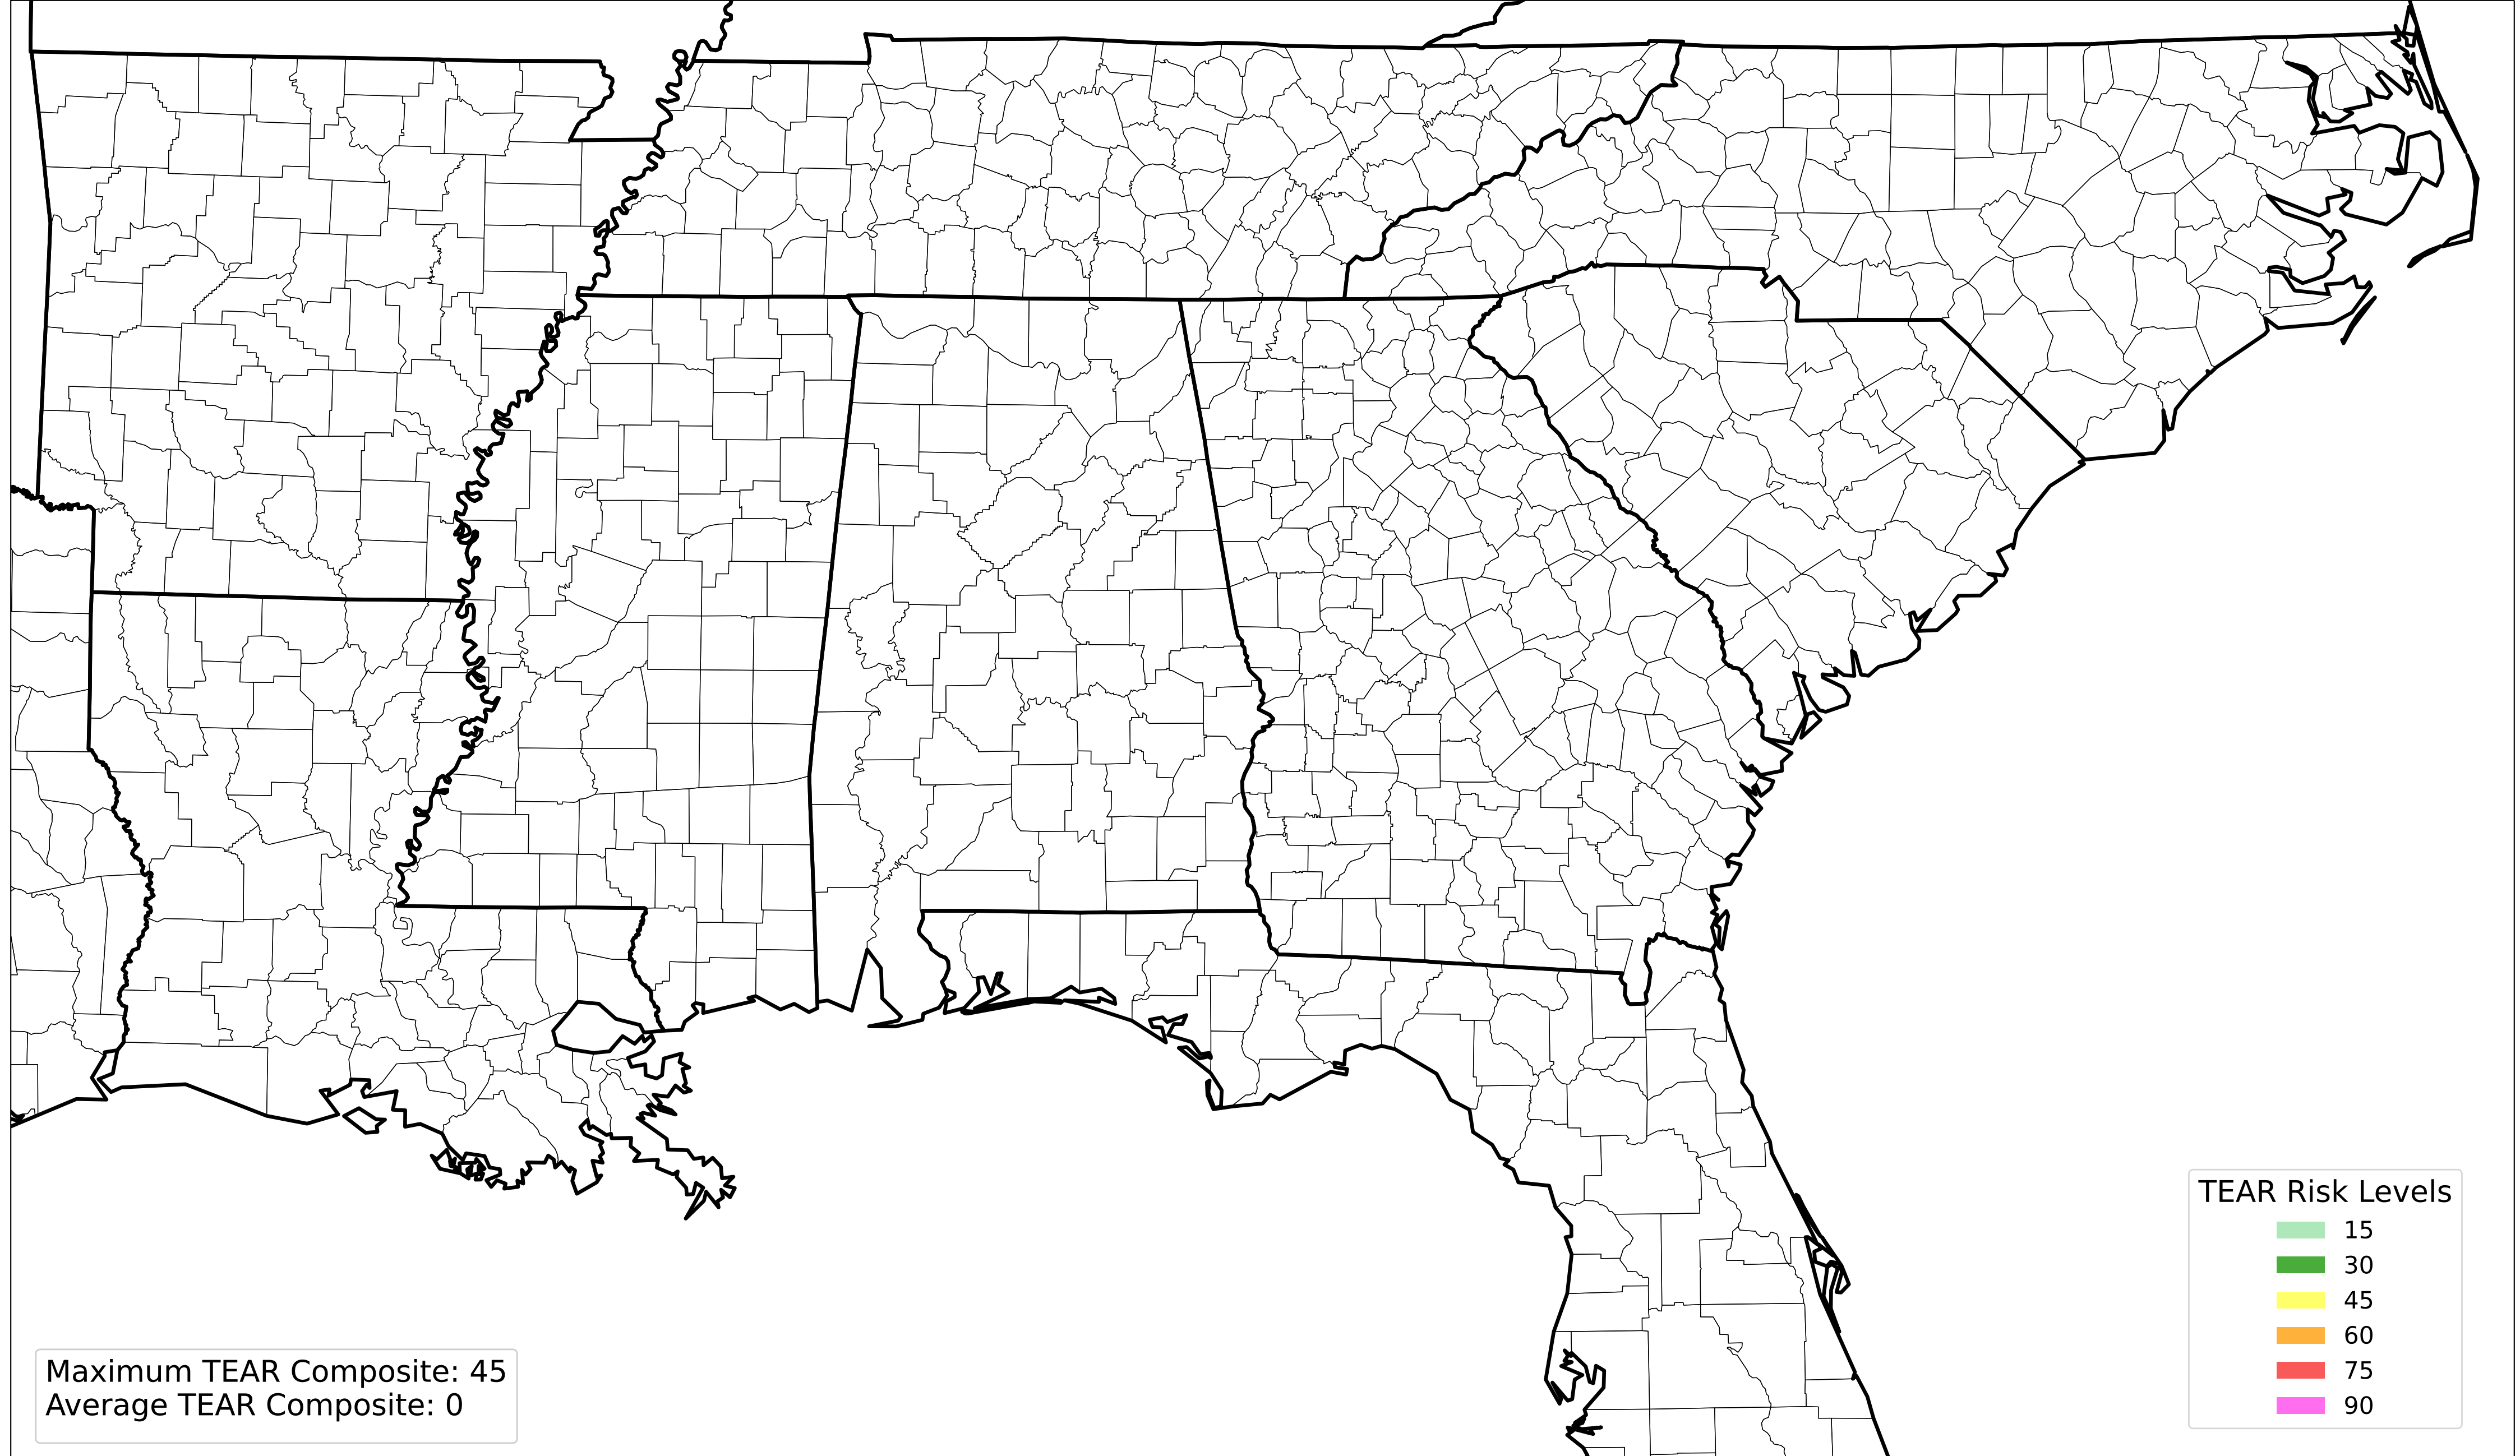 TEAR Risk Levels
15
30
45
60
75
90
Maximum TEAR Composite: 45
Average TEAR Composite: 0